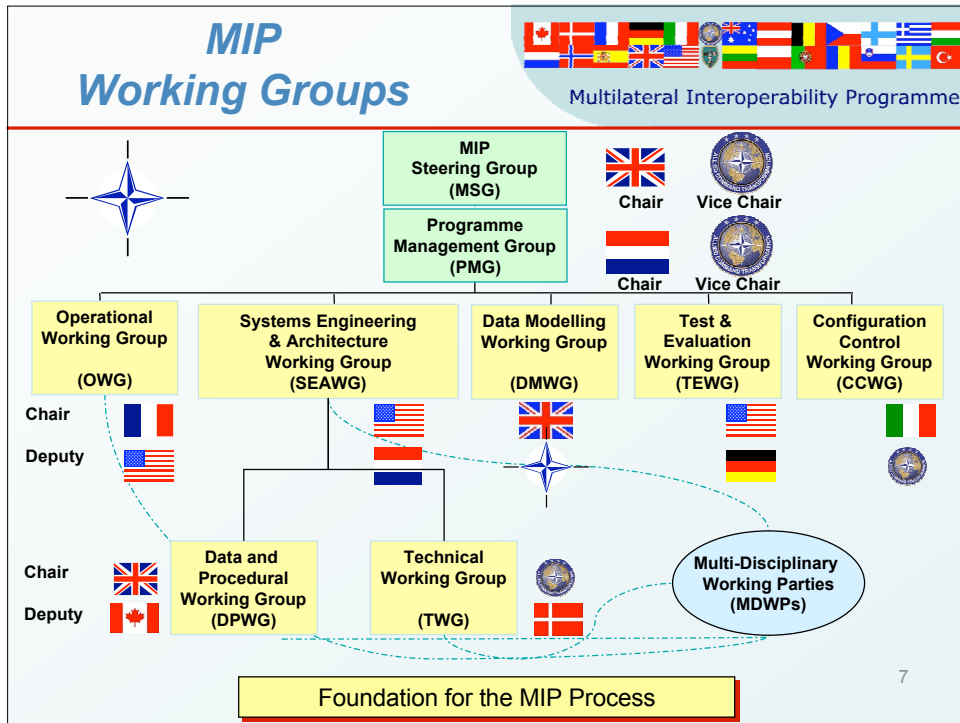 MIP
Working Groups
Multilateral Interoperability Programme
MIP
Steering Group
(MSG)
Chair
Vice Chair
Programme
Management Group
(PMG)
Chair
Vice Chair
Operational
Working Group
(OWG)
Systems Engineering
& Architecture
Working Group
(SEAWG)
Data Modelling
Working Group
(DMWG)
Test &
Evaluation
Working Group
(TEWG)
Configuration
Control
Working Group
(CCWG)
Chair
Deputy
Chair
Deputy
Data and
Procedural
Working Group
(DPWG)
Technical
Working Group
(TWG)
Multi-Disciplinary
Working Parties
(MDWPs)
Foundation for the MIP Process
7